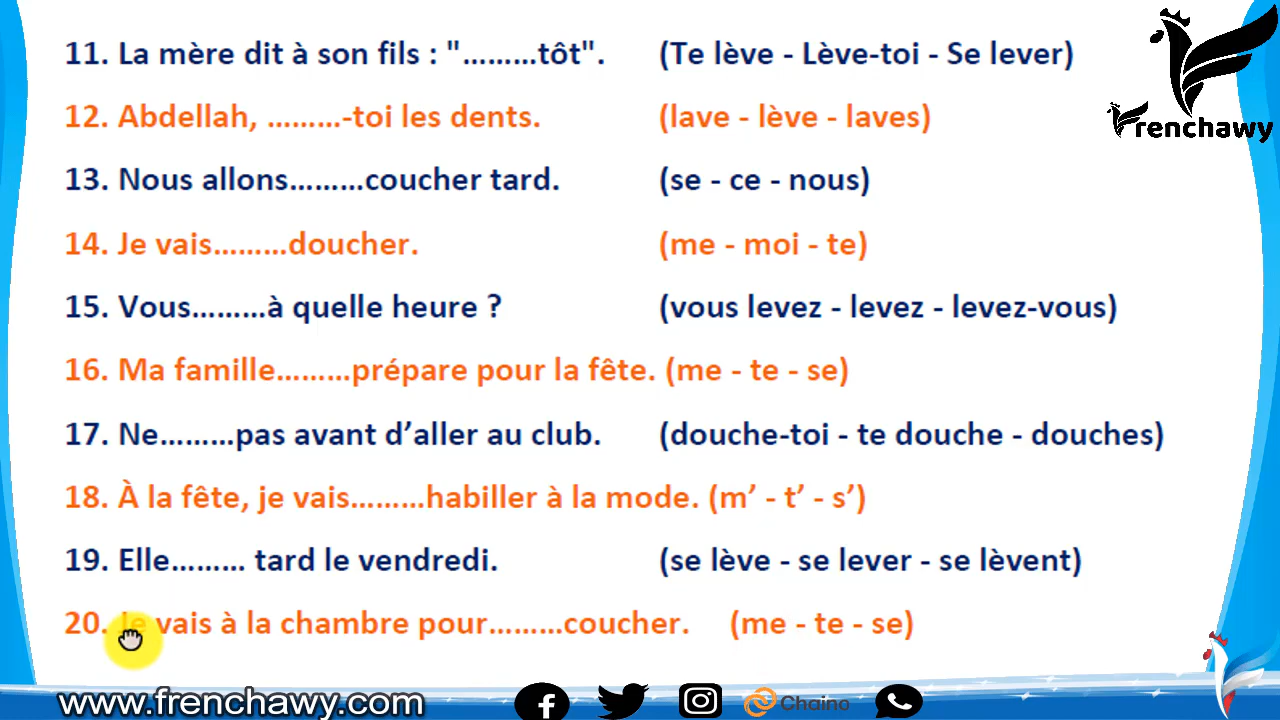 11. La mère dit à son fils : "………tôt". (Te lève - Lève-toi - Se lever)
12. Abdellah, ………-toi les dents. (lave - lève - laves)
13. Nous allons………coucher tard. (se - ce - nous)
14. Je vais………doucher. (me - moi - te)
15. Vous………à quelle heure ? (vous levez - levez - levez-vous)
16. Ma famille………prépare pour la fête. (me - te - se)
17. Ne………pas avant d’aller au club. (douche-toi - te douche - douches)
18. À la fête, je vais………habiller à la mode. (m’ - t’ - s’)
19. Elle……… tard le vendredi. (se lève - se lever - se lèvent)
20. Je vais à la chambre pour………coucher. (me - te - se)
Frenchawy
www.frenchawy.com
Chaino